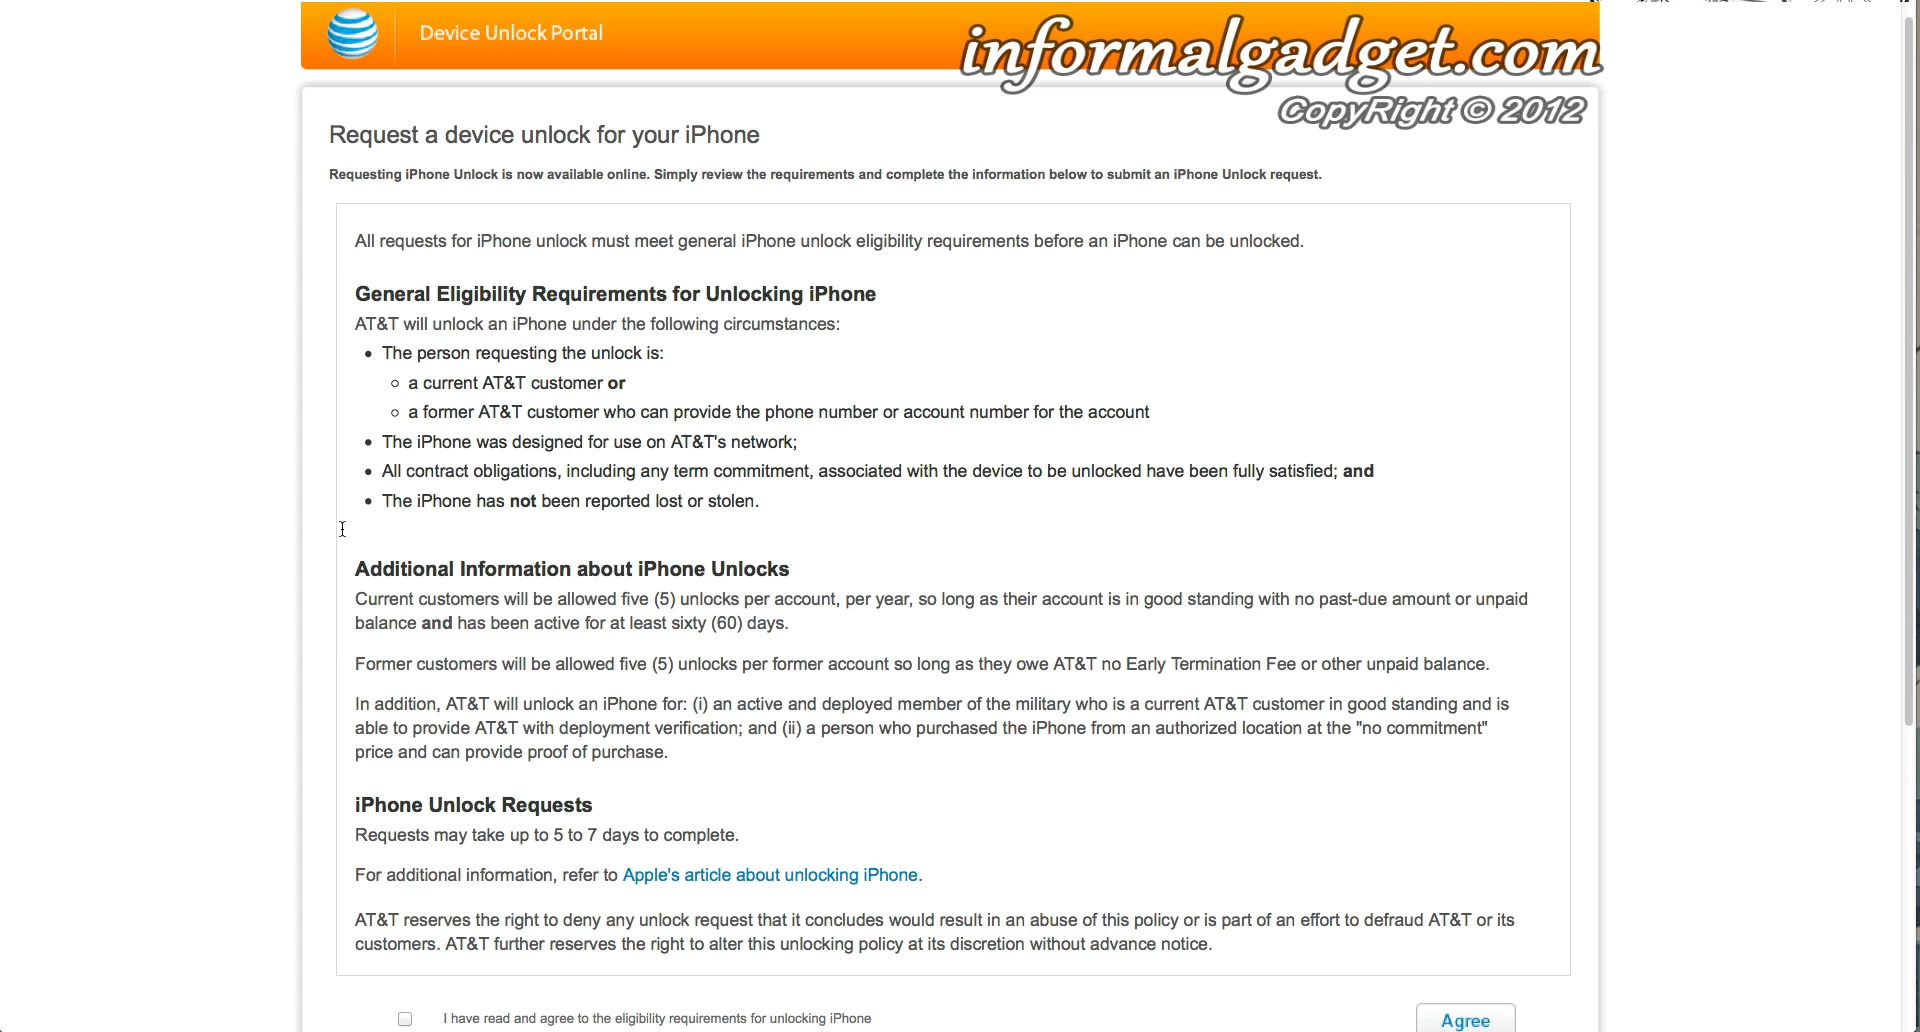 Device Unlock Portal
informalgadget.com
CopyRight © 2012
Request a device unlock for your iPhone
Requesting iPhone Unlock is now available online. Simply review the requirements and complete the information below to submit an iPhone Unlock request.
All requests for iPhone unlock must meet general iPhone unlock eligibility requirements before an iPhone can be unlocked.
General Eligibility Requirements for Unlocking iPhone
AT&T will unlock an iPhone under the following circumstances:
• The person requesting the unlock is:
○ a current AT&T customer or
○ a former AT&T customer who can provide the phone number or account number for the account
• The iPhone was designed for use on AT&T's network;
• All contract obligations, including any term commitment, associated with the device to be unlocked have been fully satisfied; and
• The iPhone has not been reported lost or stolen.
Additional Information about iPhone Unlocks
Current customers will be allowed five (5) unlocks per account, per year, so long as their account is in good standing with no past-due amount or unpaid
balance and has been active for at least sixty (60) days.
Former customers will be allowed five (5) unlocks per former account so long as they owe AT&T no Early Termination Fee or other unpaid balance.
In addition, AT&T will unlock an iPhone for: (i) an active and deployed member of the military who is a current AT&T customer in good standing and is
able to provide AT&T with deployment verification; and (ii) a person who purchased the iPhone from an authorized location at the "no commitment"
price and can provide proof of purchase.
iPhone Unlock Requests
Requests may take up to 5 to 7 days to complete.
For additional information, refer to Apple's article about unlocking iPhone.
AT&T reserves the right to deny any unlock request that it concludes would result in an abuse of this policy or is part of an effort to defraud AT&T or its
customers. AT&T further reserves the right to alter this unlocking policy at its discretion without advance notice.
I have read and agree to the eligibility requirements for unlocking iPhone
Agree